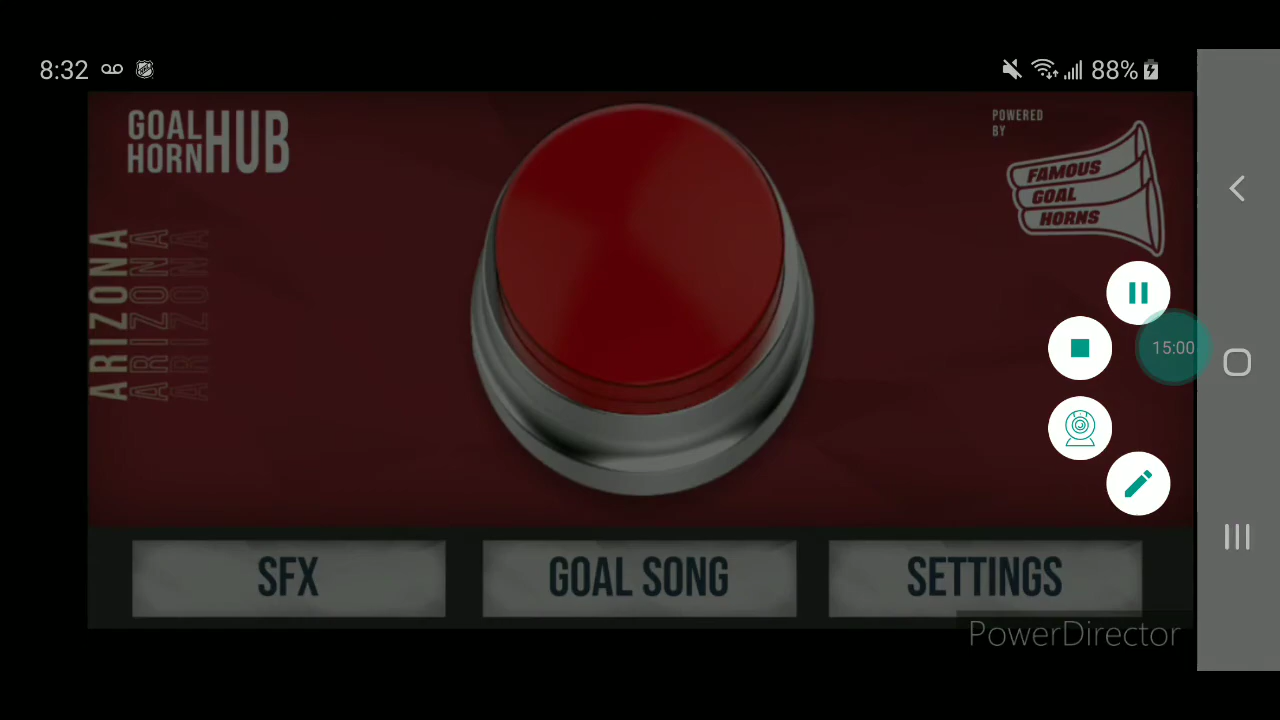 8:32
88%
GOAL
HORN
HUB
POWERED
BY
FAMOUS
GOAL
HORNS
ARIZONA
ARIZONA
ARIZONA
15:00
SFX
GOAL SONG
SETTINGS
PowerDirector